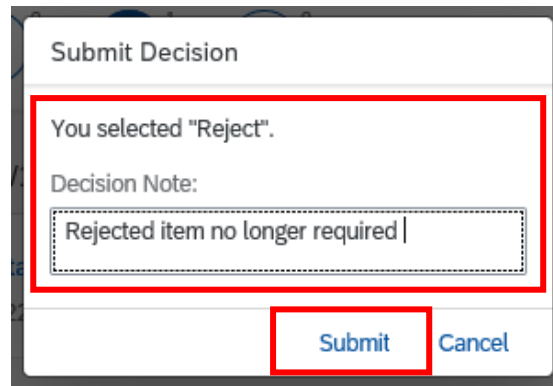 Submit Decision
You selected "Reject".
Decision Note:
Rejected item no longer required
Submit Cancel